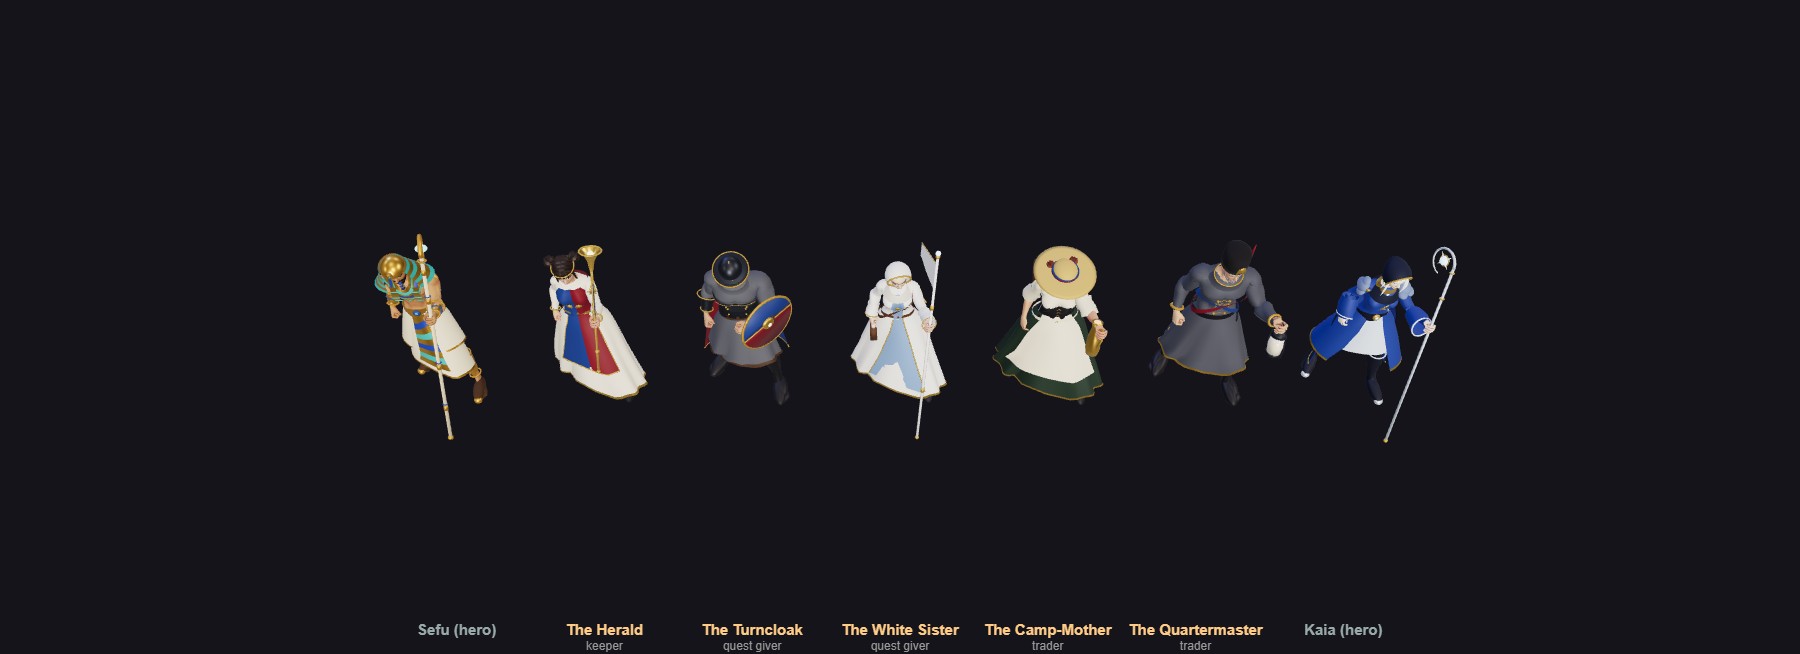 Sefu (hero)
The Herald
keeper
The Turncloak
quest giver
The White Sister
quest giver
The Camp-Mother
trader
The Quartermaster
trader
Kaia (hero)